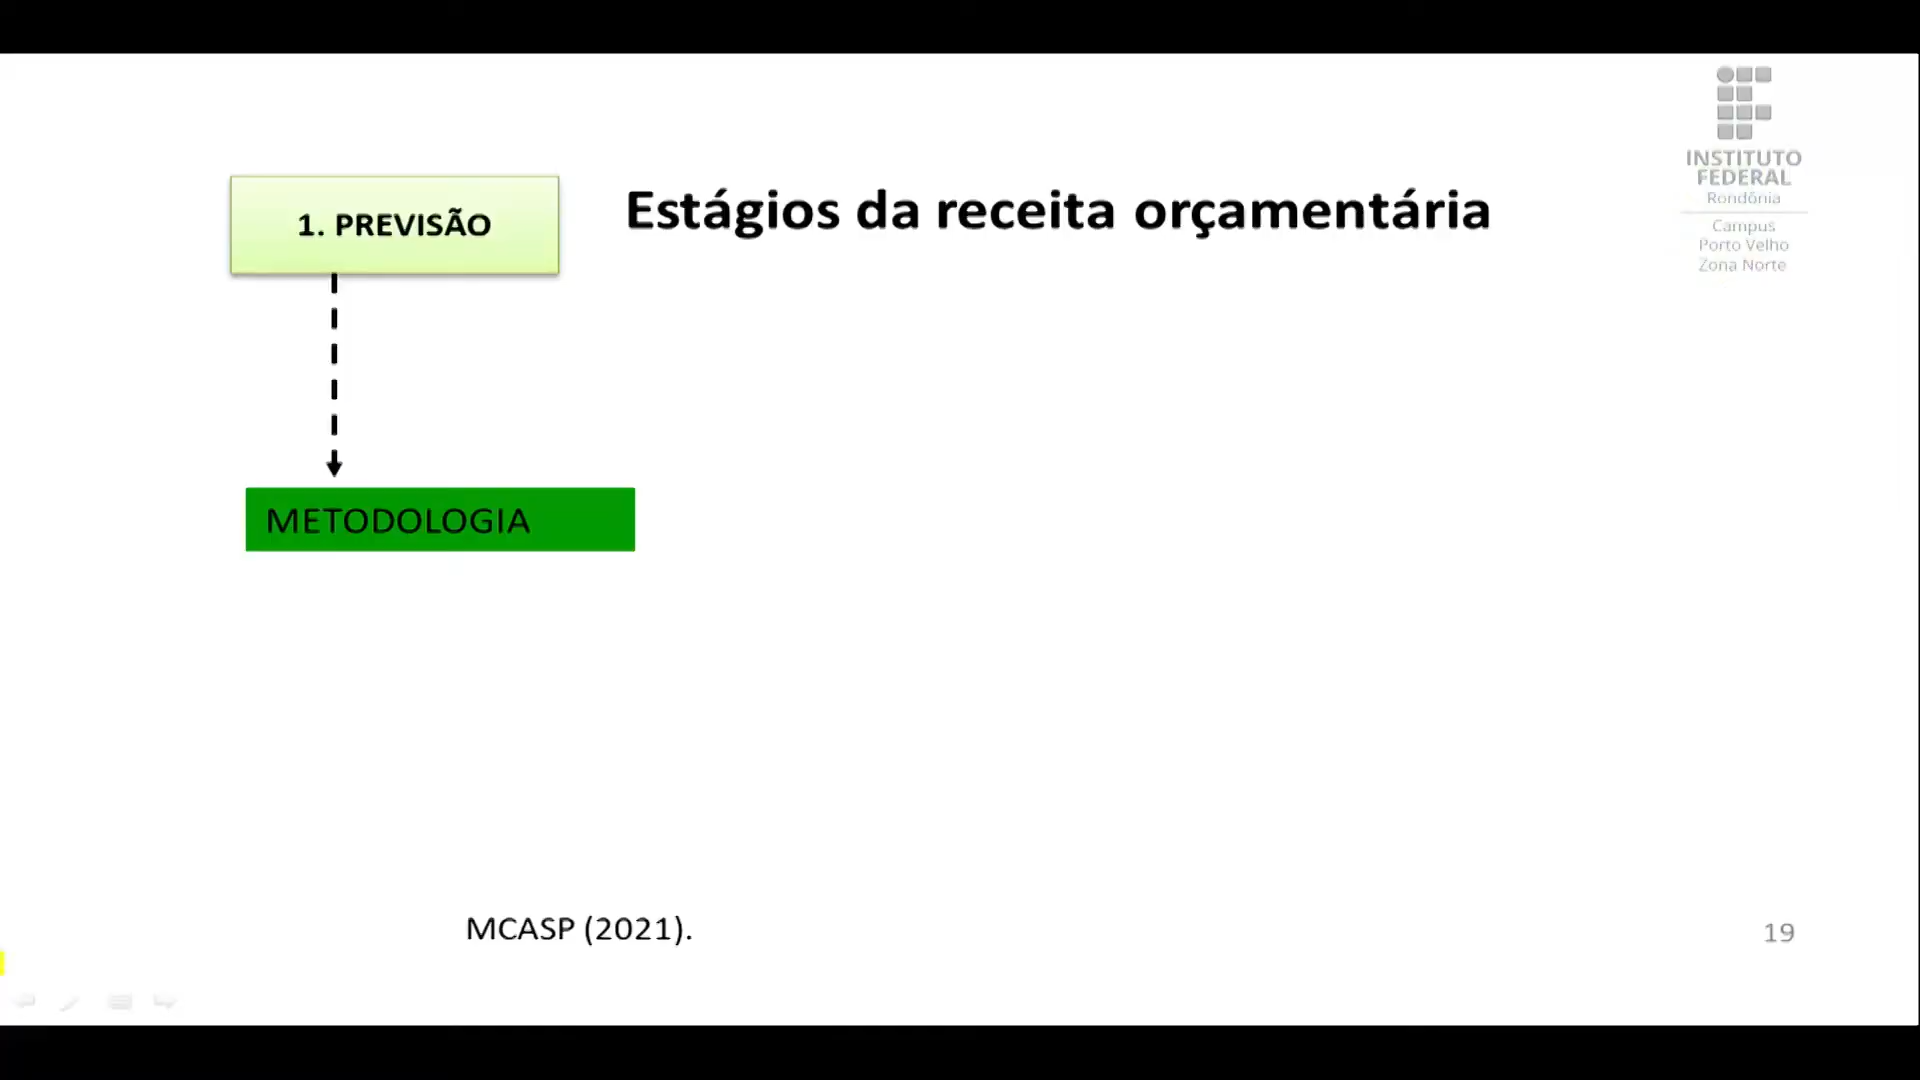 INSTITUTO
FEDERAL
Rondônia
Campus
Porto Velho
Zona Norte
1. PREVISÃO
Estágios da receita orçamentária
METODOLOGIA
MCASP (2021).
19